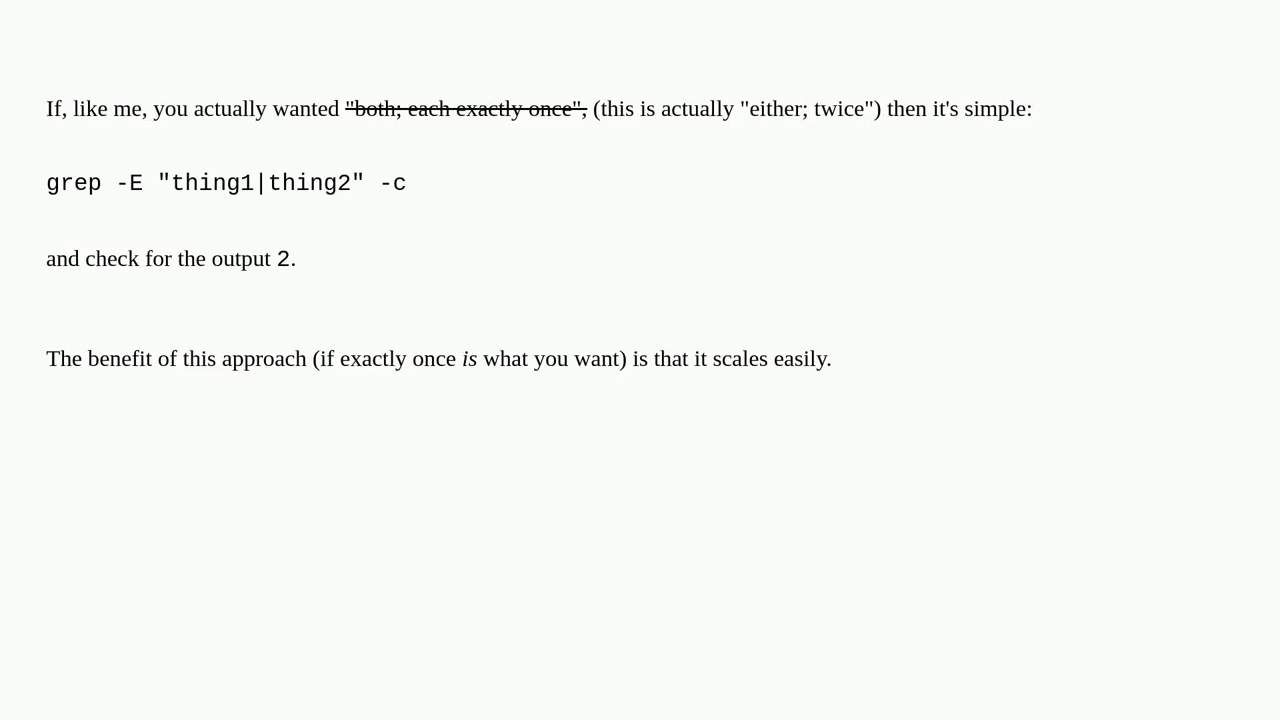 If, like me, you actually wanted "both; each exactly once", (this is actually "either; twice") then it's simple:
grep -E "thing1|thing2" -c
and check for the output 2.
The benefit of this approach (if exactly once is what you want) is that it scales easily.